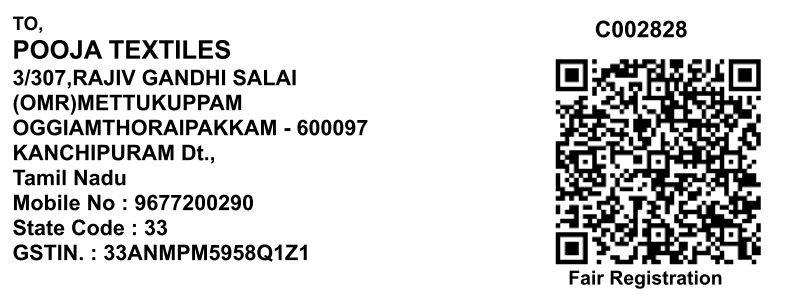 TO,
POOJA TEXTILES
3/307,RAJIV GANDHI SALAI
(OMR)METTUKUPPAM
OGGIAMTHORAIPAKKAM - 600097
KANCHIPURAM Dt.,
Tamil Nadu
Mobile No : 9677200290
State Code : 33
GSTIN. : 33ANMPM5958Q1Z1
C002828
Fair Registration